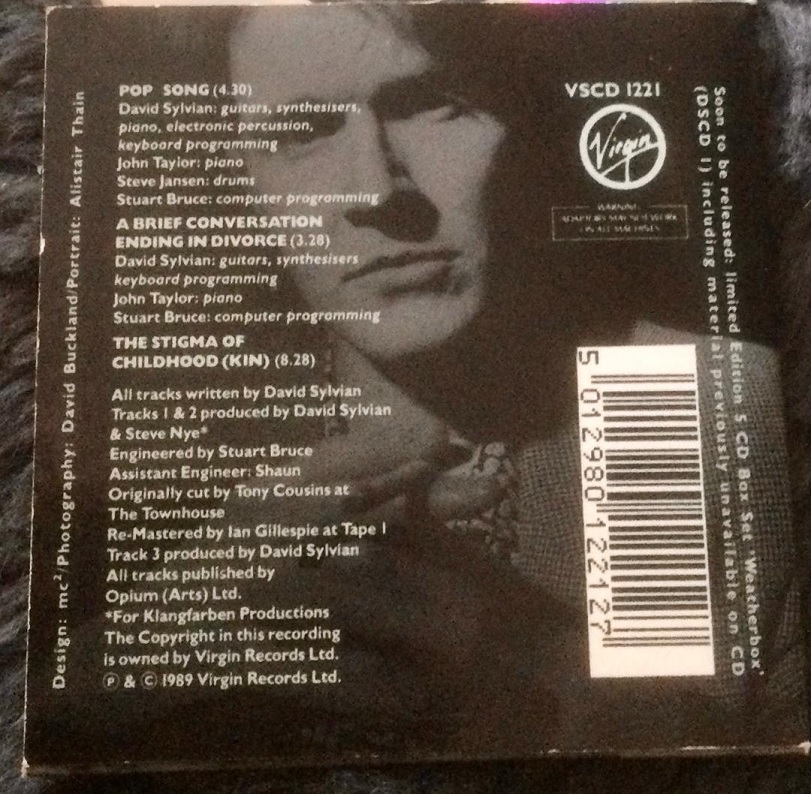 POP SONG (4.30)
David Sylvian: guitars, synthesisers,
piano, electronic percussion,
keyboard programming
John Taylor: piano
Steve Jansen: drums
Stuart Bruce: computer programming
A BRIEF CONVERSATION
ENDING IN DIVORCE (3.28)
David Sylvian: guitars, synthesisers
keyboard programming
John Taylor: piano
Stuart Bruce: computer programming
THE STIGMA OF
CHILDHOOD (KIN) (8.28)
All tracks written by David Sylvian
Tracks 1 & 2 produced by David Sylvian
& Steve Nye*
Engineered by Stuart Bruce
Assistant Engineer: Shaun
Originally cut by Tony Cousins at
The Townhouse
Re-Mastered by Ian Gillespie at Tape 1
Track 3 produced by David Sylvian
All tracks published by
Opium (Arts) Ltd.
*For Klangfarben Productions
The Copyright in this recording
is owned by Virgin Records Ltd.
℗ & © 1989 Virgin Records Ltd.
Design: mc²/Photography: David Buckland/Portrait: Alistair Thain
VSCD 1221
Virgin
WARNING:
ADAPTORS MAY NOT WORK
ON ALL MACHINES
5 012980 122127
Soon to be released: limited Edition 5 CD Box Set 'Weatherbox'
(DSCD 1) including material previously unavailable on CD